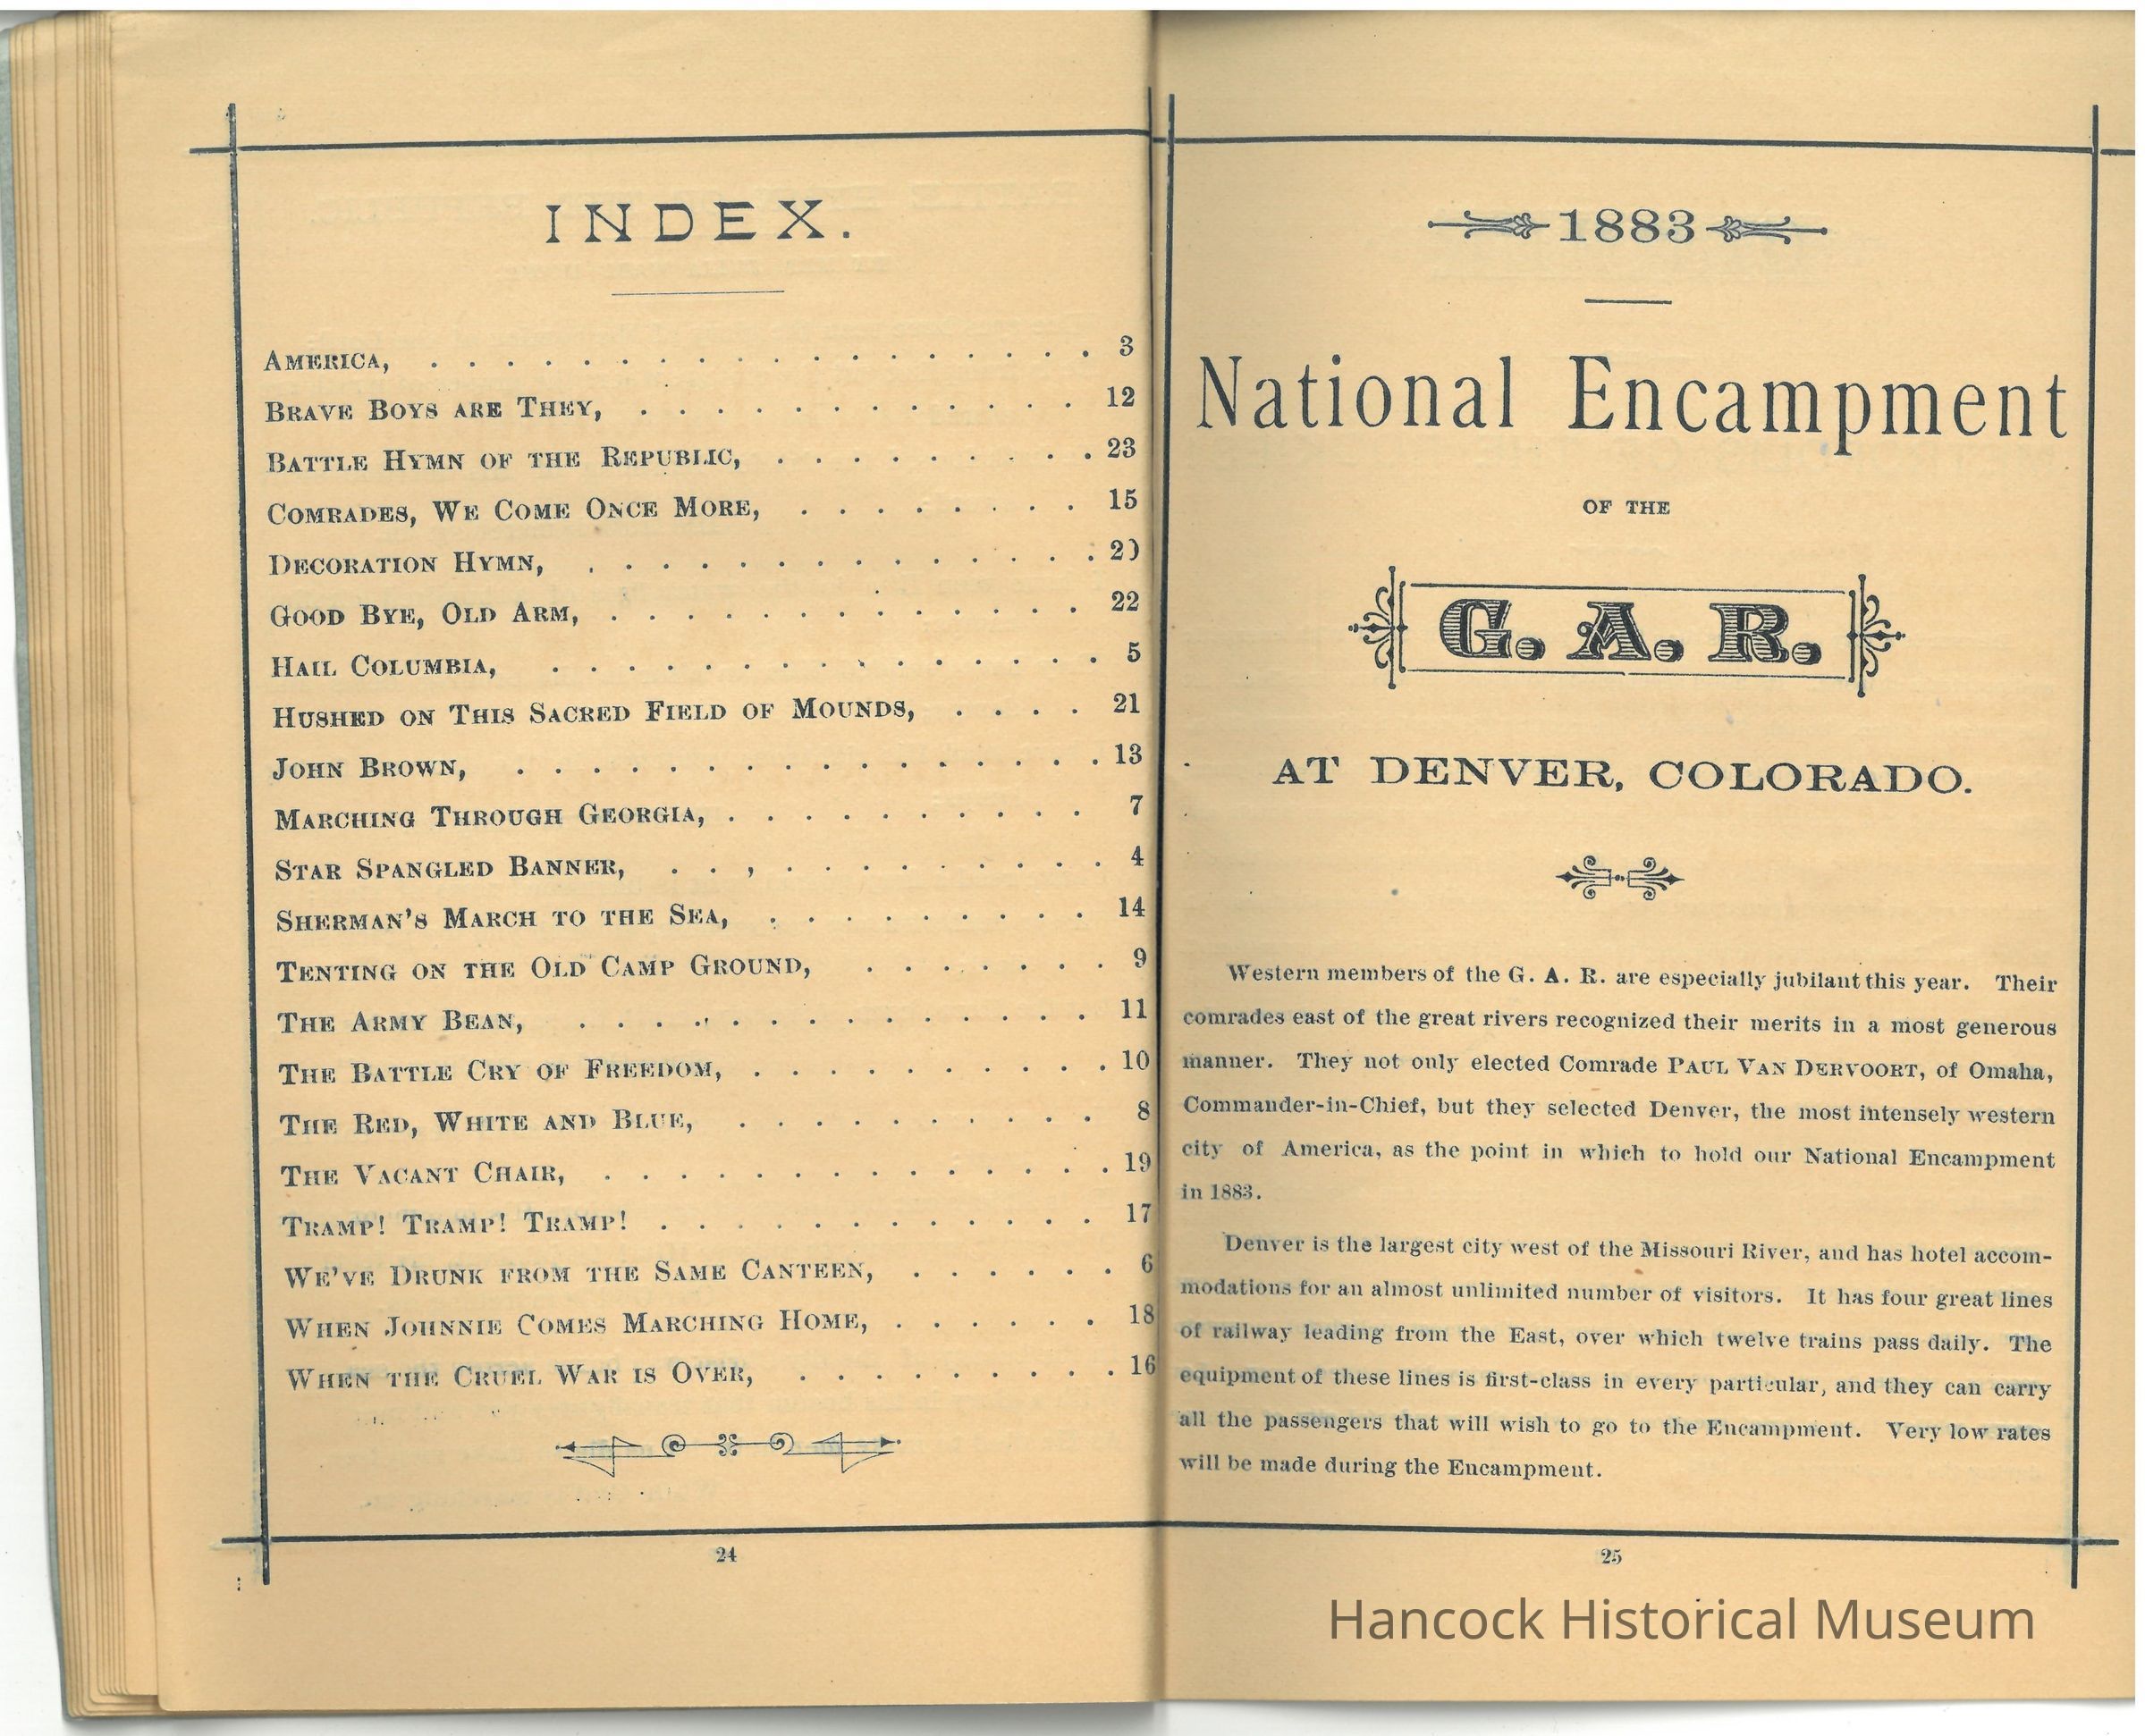 INDEX.
AMERICA, . . . . . . . . . . . . . . . . . . 3
BRAVE BOYS ARE THEY, . . . . . . . . . . . . 12
BATTLE HYMN OF THE REPUBLIC, . . . . . . . . . 23
COMRADES, WE COME ONCE MORE, . . . . . . . . 15
DECORATION HYMN, . . . . . . . . . . . . . . 20
GOOD BYE, OLD ARM, . . . . . . . . . . . . . 22
HAIL COLUMBIA, . . . . . . . . . . . . . . . 5
HUSHED ON THIS SACRED FIELD OF MOUNDS, . . . . 21
JOHN BROWN, . . . . . . . . . . . . . . . . 13
MARCHING THROUGH GEORGIA, . . . . . . . . . . 7
STAR SPANGLED BANNER, . . , . . . . . . . . . 4
SHERMAN'S MARCH TO THE SEA, . . . . . . . . . 14
TENTING ON THE OLD CAMP GROUND, . . . . . . . 9
THE ARMY BEAN, . . . . . . . . . . . . . . 11
THE BATTLE CRY OF FREEDOM, . . . . . . . . . . 10
THE RED, WHITE AND BLUE, . . . . . . . . . . 8
THE VACANT CHAIR, . . . . . . . . . . . . . . 19
TRAMP! TRAMP! TRAMP! . . . . . . . . . . . . 17
WE'VE DRUNK FROM THE SAME CANTEEN, . . . . . . 6
WHEN JOHNNIE COMES MARCHING HOME, . . . . . . 18
WHEN THE CRUEL WAR IS OVER, . . . . . . . . . 16
24
1883
National Encampment
OF THE
G. A. R.
AT DENVER, COLORADO.
Western members of the G. A. R. are especially jubilant this year. Their
comrades east of the great rivers recognized their merits in a most generous
manner. They not only elected Comrade PAUL VAN DERVOORT, of Omaha,
Commander-in-Chief, but they selected Denver, the most intensely western
city of America, as the point in which to hold our National Encampment
in 1883.
Denver is the largest city west of the Missouri River, and has hotel accom-
modations for an almost unlimited number of visitors. It has four great lines
of railway leading from the East, over which twelve trains pass daily. The
equipment of these lines is first-class in every particular, and they can carry
all the passengers that will wish to go to the Encampment. Very low rates
will be made during the Encampment.
25
Hancock Historical Museum